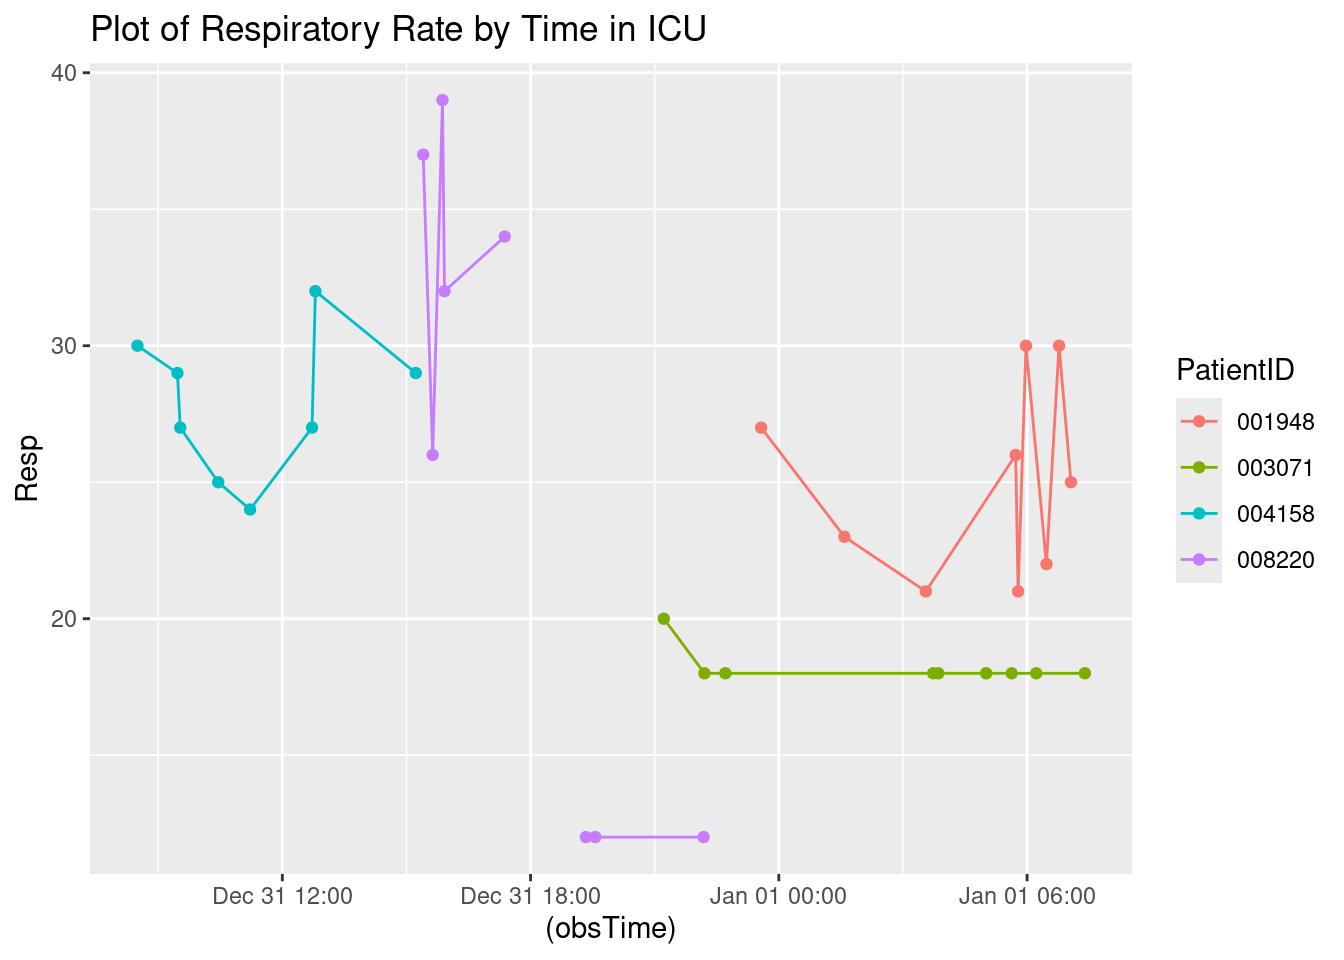 Plot of Respiratory Rate by Time in ICU
40
30
20
Resp
Dec 31 12:00
Dec 31 18:00
Jan 01 00:00
Jan 01 06:00
(obsTime)
PatientID
001948
003071
004158
008220